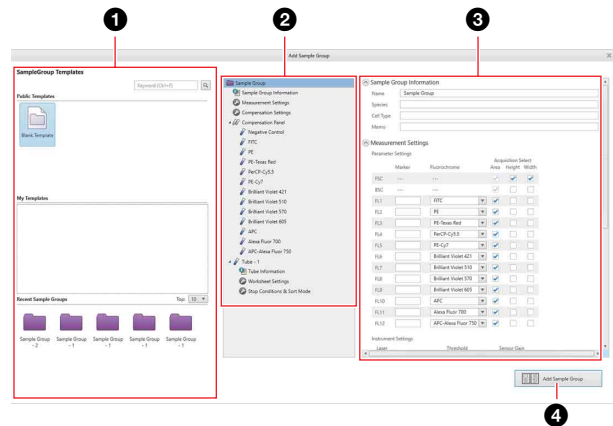 1 2 3
Add Sample Group
SampleGroup Templates
Keyword (Ctrl+F)
Public Templates
Blank Template
My Templates
Recent Sample Groups Top: 10
Sample Group - 2
Sample Group - 1
Sample Group - 1
Sample Group - 1
Sample Group - 1
Sample Group
Sample Group Information
Measurement Settings
Compensation Settings
Compensation Panel
Negative Control
FITC
PE
PE-Texas Red
PerCP-Cy5.5
PE-Cy7
Brilliant Violet 421
Brilliant Violet 510
Brilliant Violet 570
Brilliant Violet 605
APC
Alexa Fluor 700
APC-Alexa Fluor 750
Tube - 1
Tube Information
Worksheet Settings
Stop Conditions & Sort Mode
Sample Group Information
Name Sample Group
Species
Cell Type
Memo
Measurement Settings
Parameter Settings
Acquisition Select
Marker Fluorochrome Area Height Width
FSC --- ---
BSC --- ---
FL1 FITC
FL2 PE
FL3 PE-Texas Red
FL4 PerCP-Cy5.5
FL5 PE-Cy7
FL6 Brilliant Violet 421
FL7 Brilliant Violet 510
FL8 Brilliant Violet 570
FL9 Brilliant Violet 605
FL10 APC
FL11 Alexa Fluor 700
FL12 APC-Alexa Fluor 750
Instrument Settings
Laser Threshold Sensor Gain
Add Sample Group
4